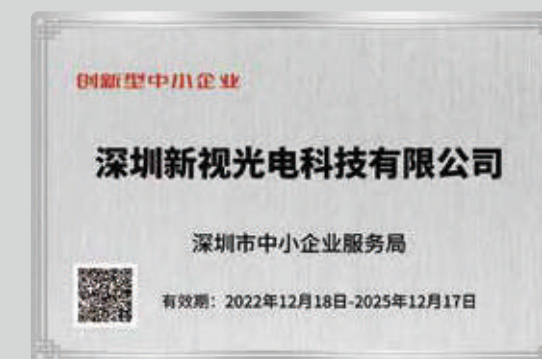 创新型中小企业
深圳新视光电科技有限公司
深圳市中小企业服务局
有效期：2022年12月18日-2025年12月17日